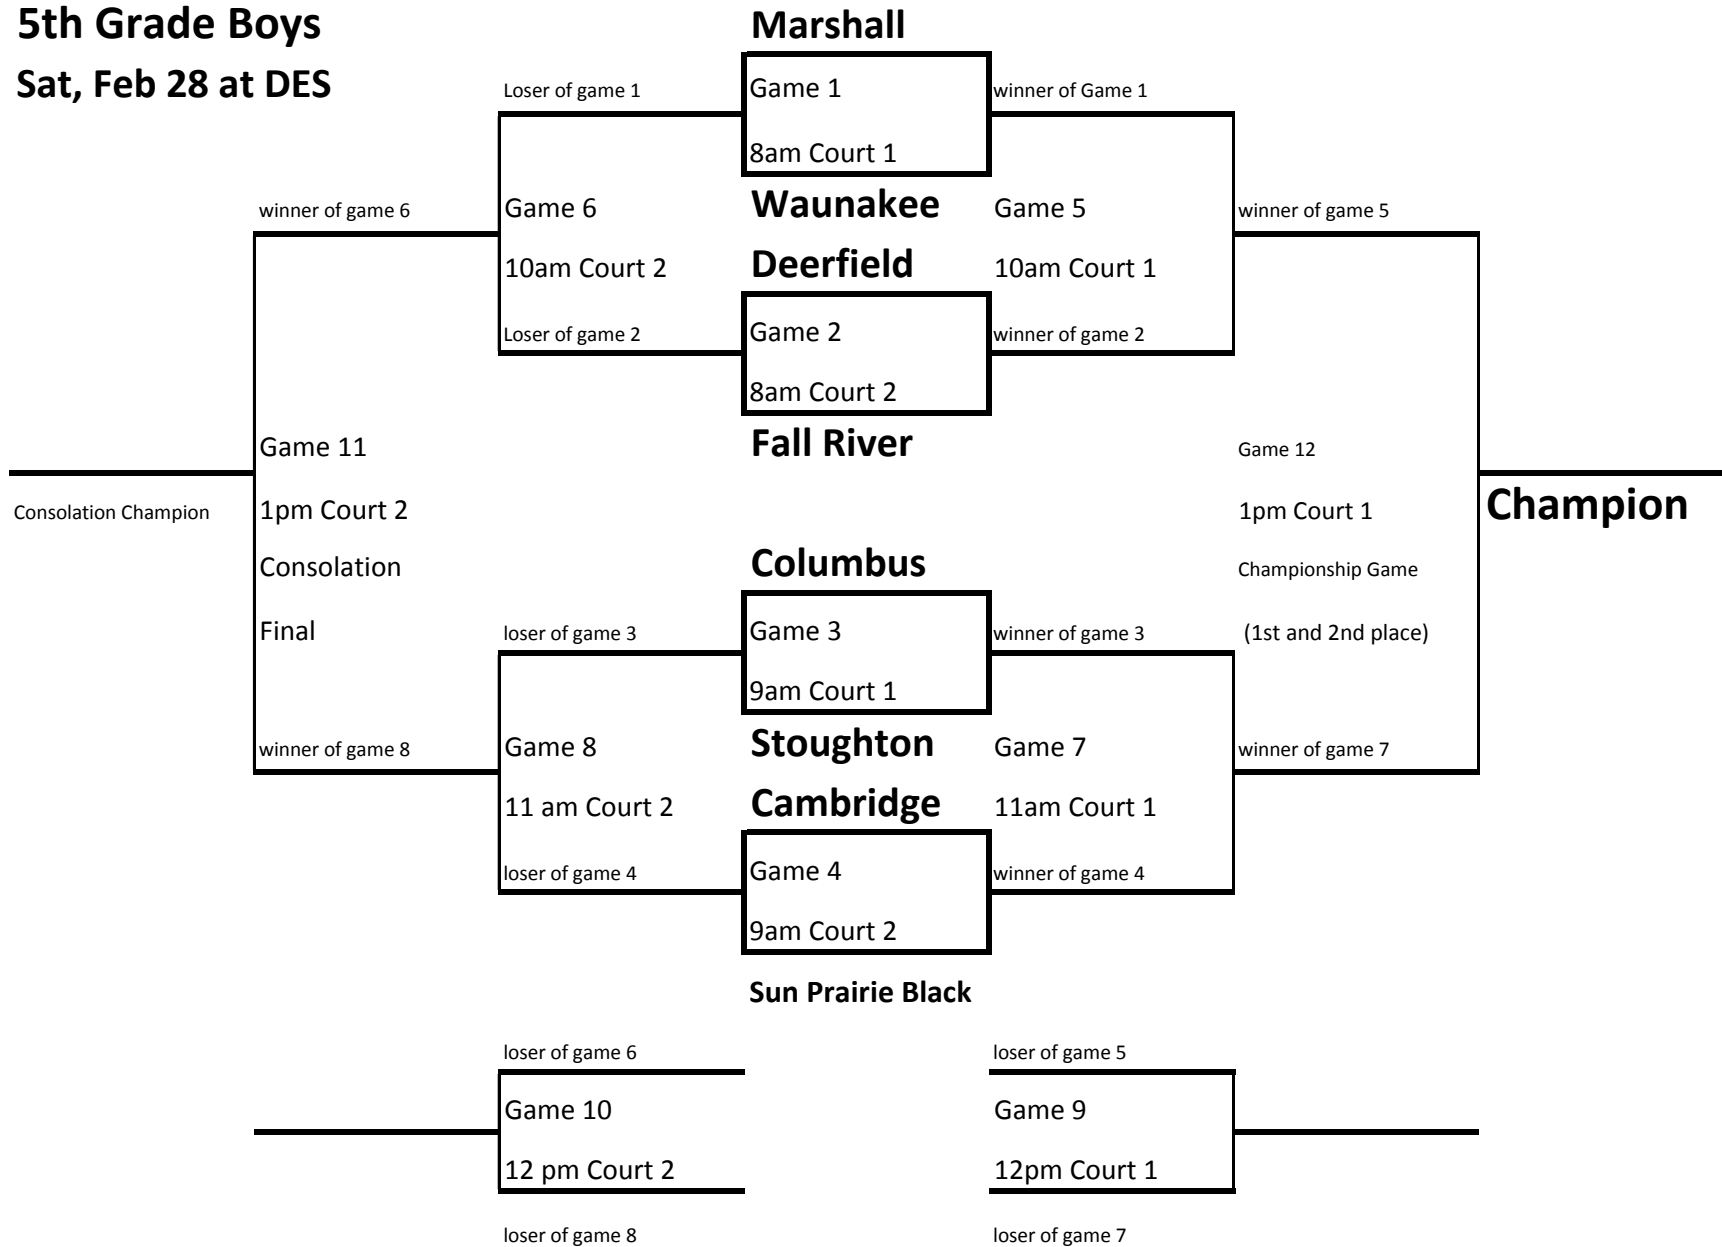 5th Grade Boys
Marshall
Sat, Feb 28 at DES
Loser of game 1
Game 1
winner of Game 1
8am Court 1
winner of game 6
Game 6
Waunakee
Game 5
winner of game 5
10am Court 2
Deerfield
10am Court 1
Loser of game 2
Game 2
winner of game 2
8am Court 2
Game 11
Fall River
Game 12
Consolation Champion
1pm Court 2
1pm Court 1
Champion
Consolation
Columbus
Championship Game
Final
loser of game 3
Game 3
winner of game 3
(1st and 2nd place)
9am Court 1
winner of game 8
Game 8
Stoughton
Game 7
winner of game 7
11 am Court 2
Cambridge
11am Court 1
loser of game 4
Game 4
winner of game 4
9am Court 2
Sun Prairie Black
loser of game 6
loser of game 5
Game 10
Game 9
12 pm Court 2
12pm Court 1
loser of game 8
loser of game 7